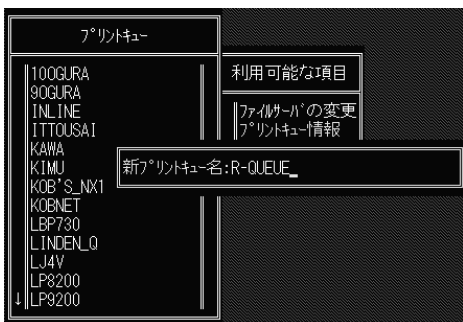 ﾌﾟﾘﾝﾄｷｭｰ
100GURA
90GURA
INLINE
ITTOUSAI
KAWA
KIMU
KOB'S_NX1
KOBNET
LBP730
LINDEN_Q
LJ4V
LP8200
↓LP9200
利用可能な項目
ﾌｧｲﾙｻｰﾊﾞの変更
ﾌﾟﾘﾝﾄｷｭｰ情報
新ﾌﾟﾘﾝﾄｷｭｰ名:R-QUEUE_